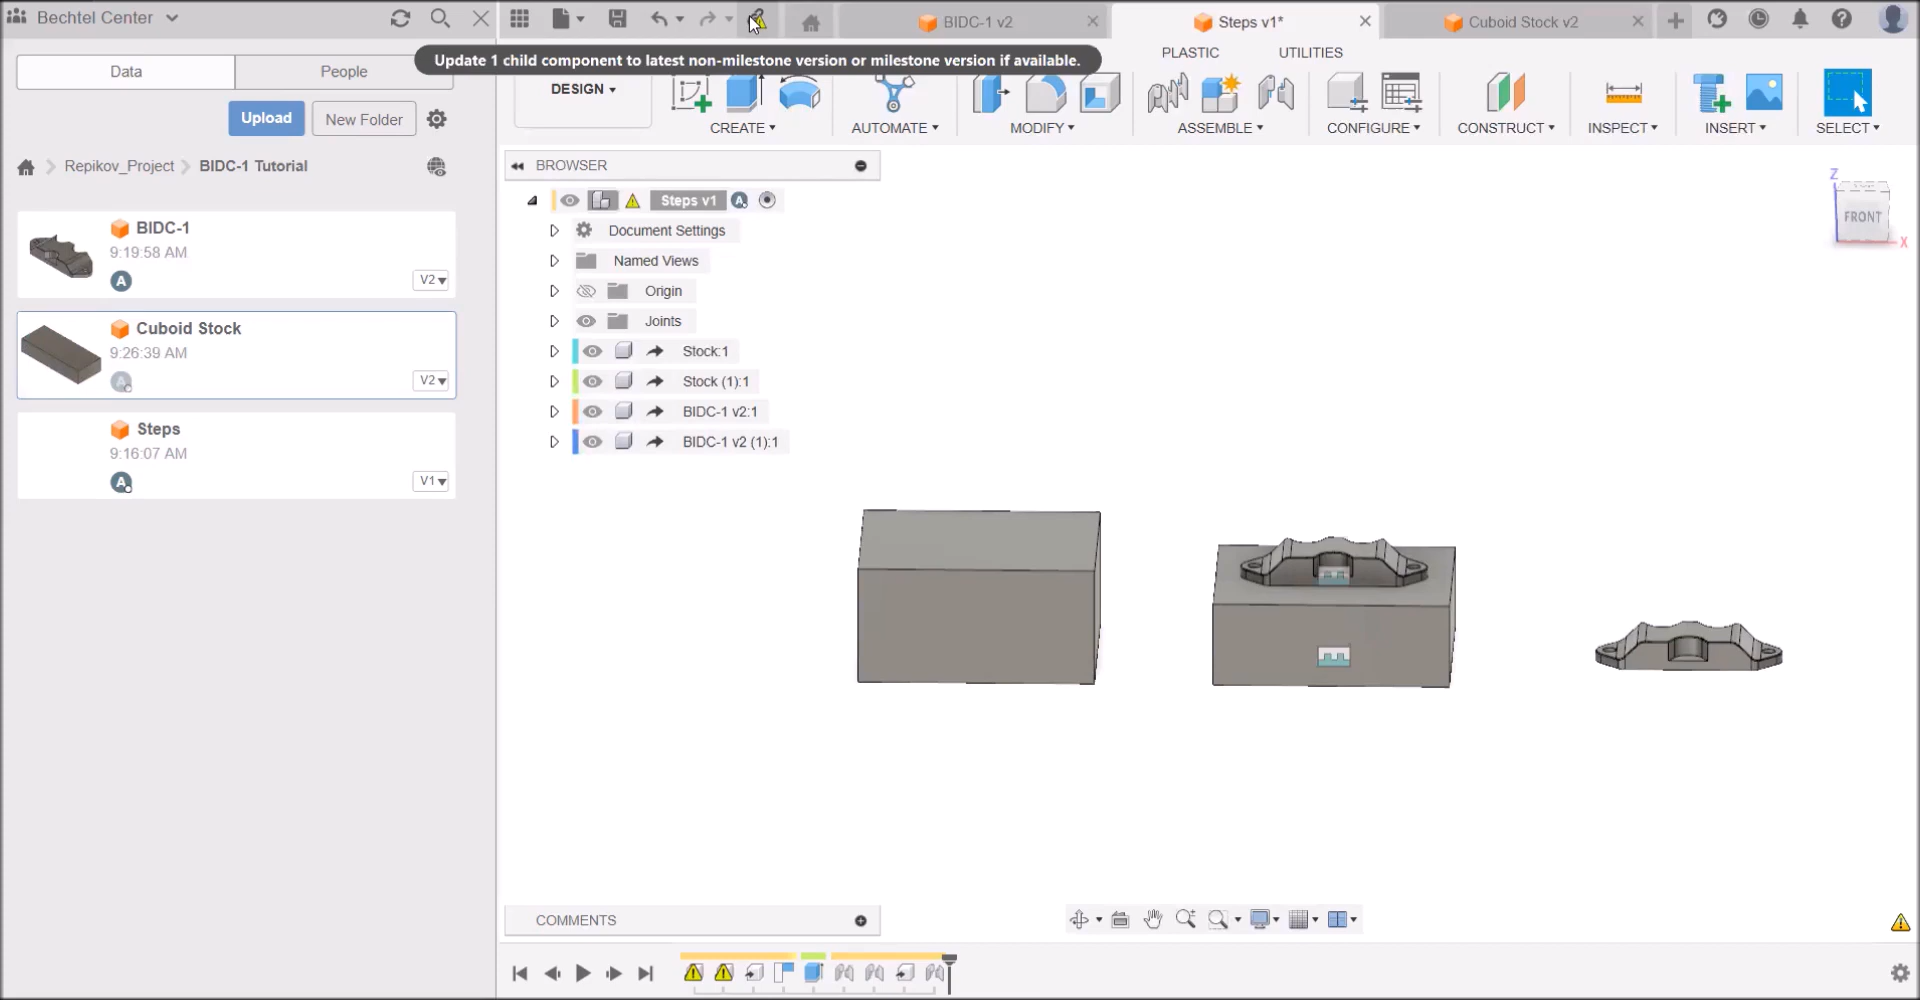 Bechtel Center
BIDC-1 v2
Steps v1*
Cuboid Stock v2
Update 1 child component to latest non-milestone version or milestone version if available.
PLASTIC
UTILITIES
Data
People
DESIGN
Upload
New Folder
CREATE
AUTOMATE
MODIFY
ASSEMBLE
CONFIGURE
CONSTRUCT
INSPECT
INSERT
SELECT
Repikov_Project
BIDC-1 Tutorial
BROWSER
Steps v1
A
Document Settings
Named Views
Origin
Joints
Stock:1
Stock (1):1
BIDC-1 v2:1
BIDC-1 v2 (1):1
BIDC-1
9:19:58 AM
A
V2
Cuboid Stock
9:26:39 AM
A
V2
Steps
9:16:07 AM
A
V1
Z
FRONT
X
COMMENTS